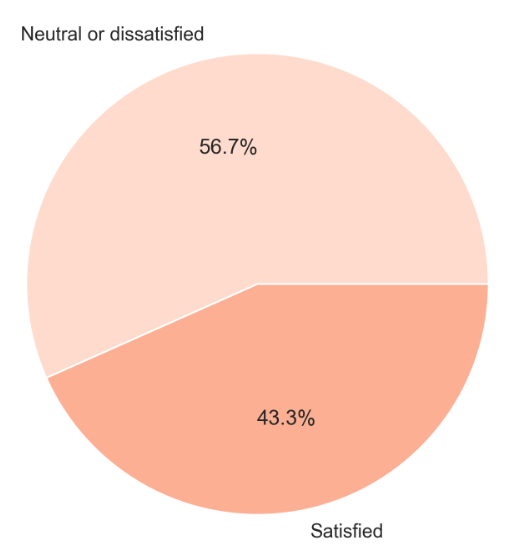 Neutral or dissatisfied
56.7%
43.3%
Satisfied